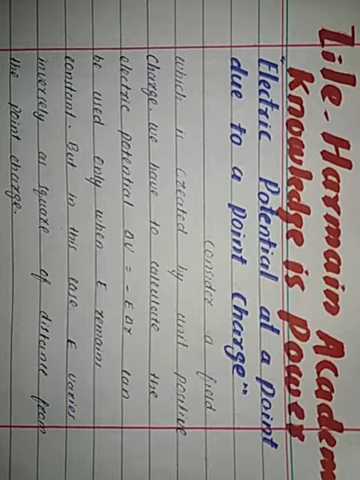 Zile-Harmain Academ
Knowledge is Power
"Electric Potential at a point
due to a point charge"
Consider a field
which is created by unit positive
charge. We have to calculate the
electric potential ΔV = -EΔr can
be used only when E remain
constant. But in this case E varies
inversely as square of distance from
the point charge.